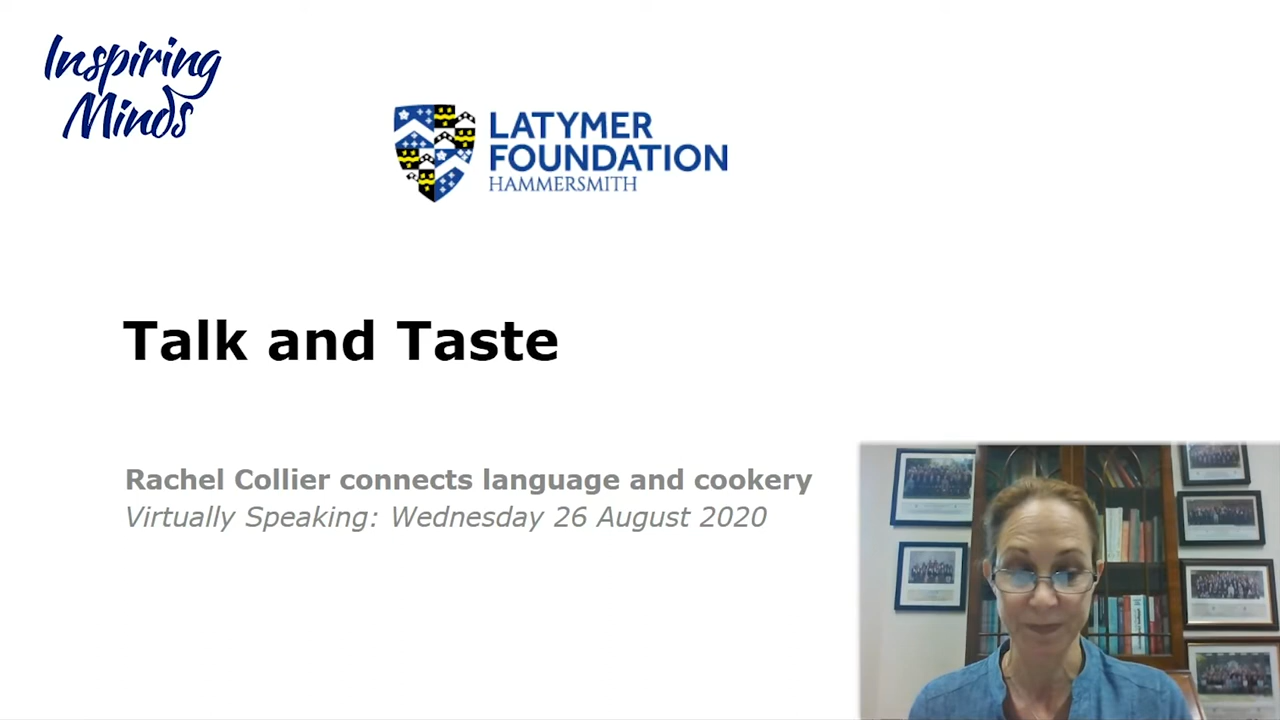 Inspiring
Minds
LATYMER
FOUNDATION
HAMMERSMITH
Talk and Taste
Rachel Collier connects language and cookery
Virtually Speaking: Wednesday 26 August 2020